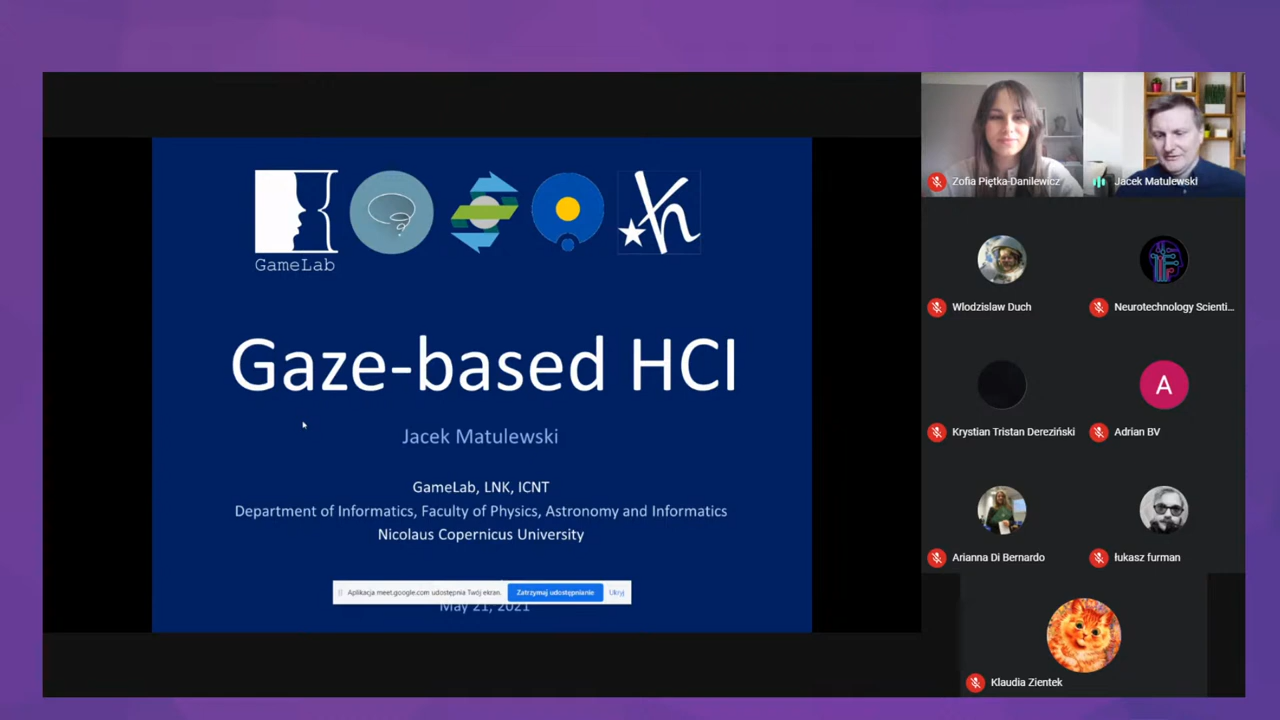 GameLab
Gaze-based HCI
Jacek Matulewski
GameLab, LNK, ICNT
Department of Informatics, Faculty of Physics, Astronomy and Informatics
Nicolaus Copernicus University
Aplikacja meet.google.com udostępnia Twój ekran. Zatrzymaj udostępnianie Ukryj
May 21, 2021
Zofia Piętka-Danilewicz
Jacek Matulewski
Wlodzislaw Duch
Neurotechnology Scienti...
Krystian Tristan Dereziński
A
Adrian BV
Arianna Di Bernardo
łukasz furman
Klaudia Zientek